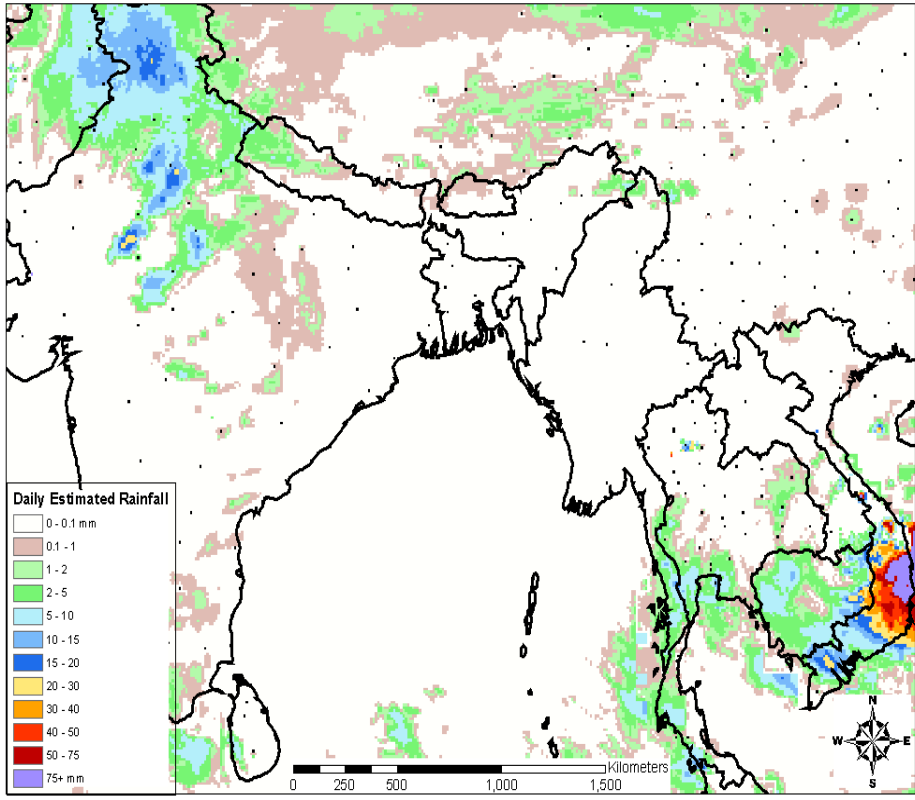 Daily Estimated Rainfall
0 - 0.1 mm
0.1 - 1
1 - 2
2 - 5
5 - 10
10 - 15
15 - 20
20 - 30
30 - 40
40 - 50
50 - 75
75+ mm
N
W E
S
Kilometers
0 250 500 1,000 1,500